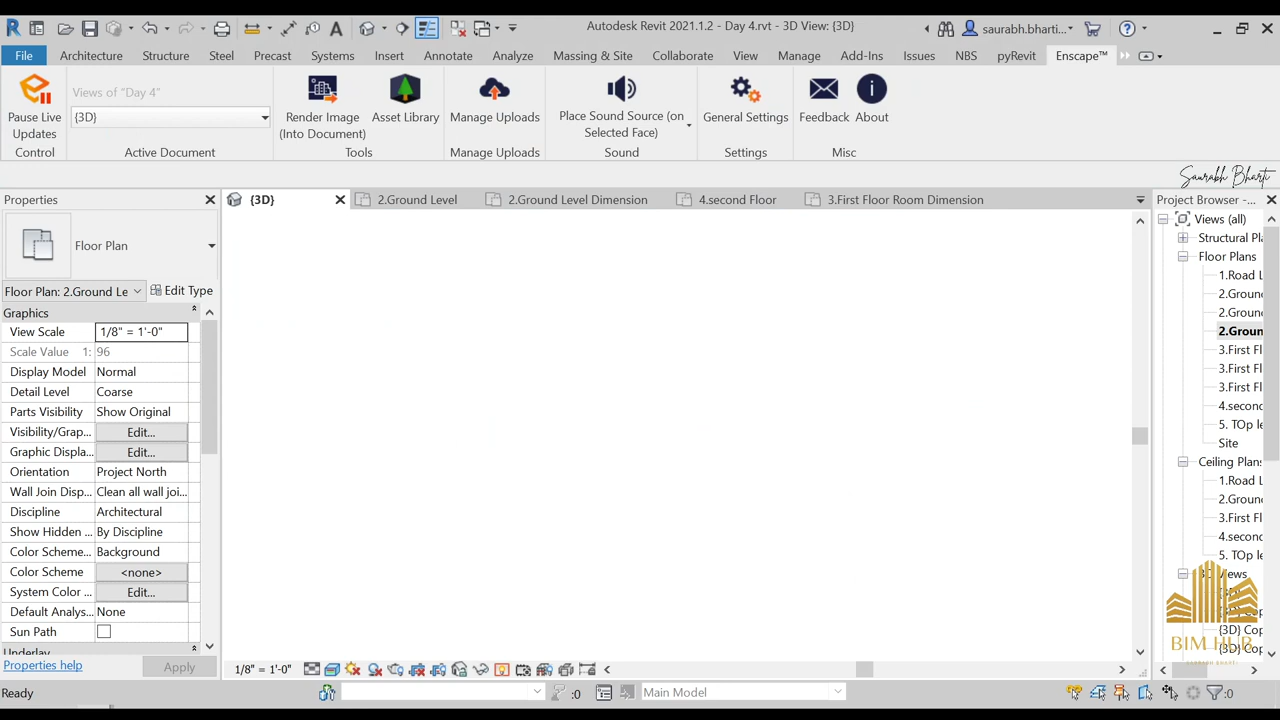 Autodesk Revit 2021.1.2 - Day 4.rvt - 3D View: {3D}
saurabh.bharti...
File Architecture Structure Steel Precast Systems Insert Annotate Analyze Massing & Site Collaborate View Manage Add-Ins Issues NBS pyRevit Enscape™
Pause Live Updates
Control
Views of "Day 4"
{3D}
Active Document
Render Image (Into Document)
Asset Library
Tools
Manage Uploads
Manage Uploads
Place Sound Source (on Selected Face)
Sound
General Settings
Settings
Feedback
About
Misc
Saurabh Bharti
Properties
{3D}
2.Ground Level
2.Ground Level Dimension
4.second Floor
3.First Floor Room Dimension
Project Browser -...
Floor Plan
Floor Plan: 2.Ground Le
Edit Type
Graphics
View Scale 1/8" = 1'-0"
Scale Value 1: 96
Display Model Normal
Detail Level Coarse
Parts Visibility Show Original
Visibility/Grap... Edit...
Graphic Displa... Edit...
Orientation Project North
Wall Join Disp... Clean all wall joi...
Discipline Architectural
Show Hidden ... By Discipline
Color Scheme... Background
Color Scheme <none>
System Color ... Edit...
Default Analys... None
Sun Path
Underlay
Properties help
Apply
Views (all)
Structural Pla
Floor Plans
1.Road L
2.Ground
2.Ground
2.Groun
3.First Fl
3.First Fl
3.First Fl
4.second
5. TOp le
Site
Ceiling Plans
1.Road L
2.Ground
3.First Fl
4.second
5. TOp le
Views
{3D} Cop
{3D} Cop
BIM HUB
SAURABH BHARTI
1/8" = 1'-0"
Ready
:0
Main Model
:0